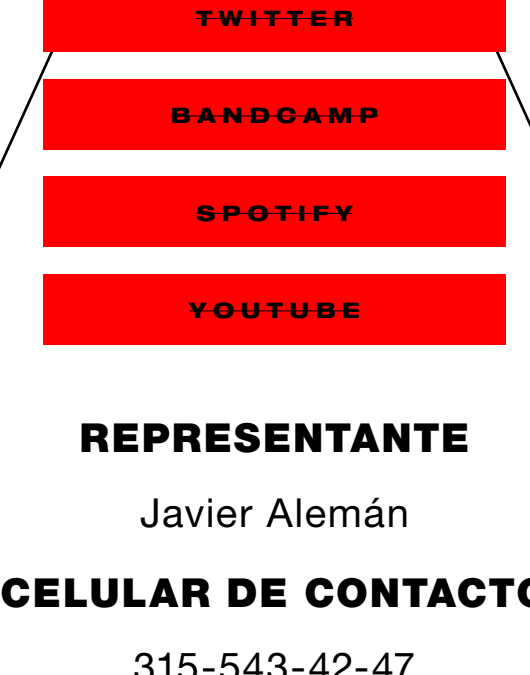 TWITTER
BANDCAMP
SPOTIFY
YOUTUBE
REPRESENTANTE
Javier Alemán
CELULAR DE CONTACTO
315-543-42-47